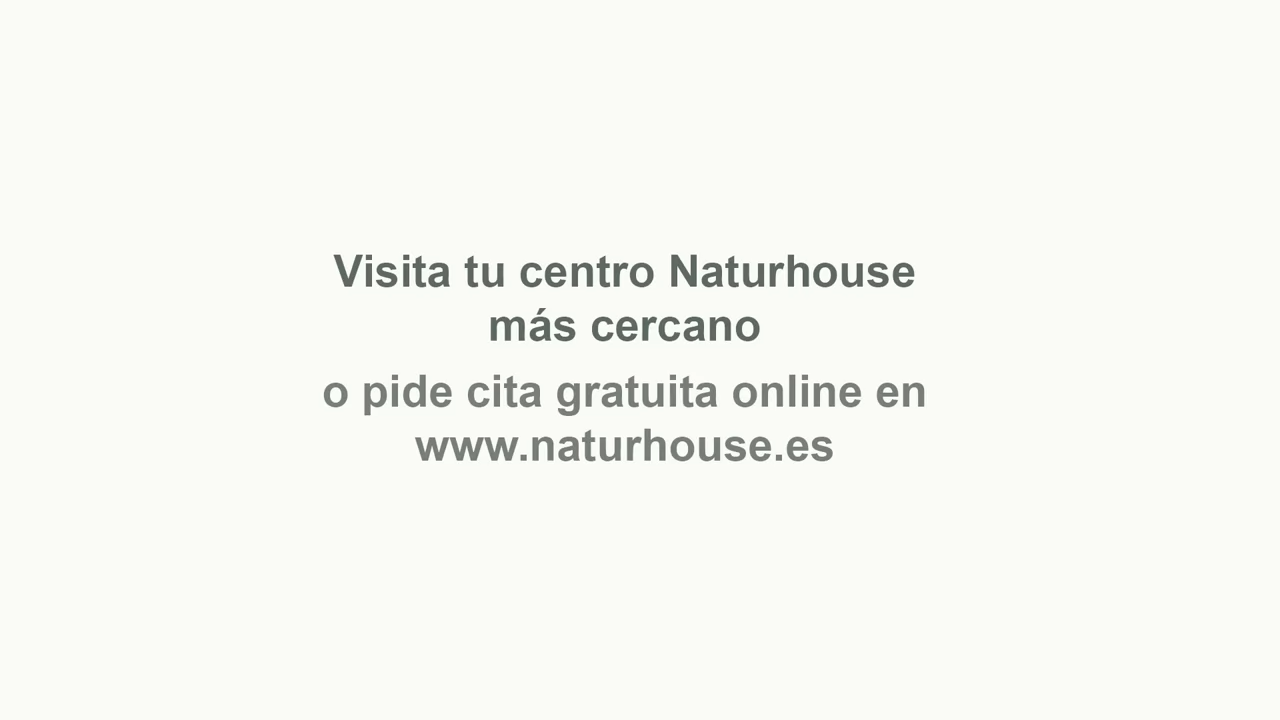 Visita tu centro Naturhouse
más cercano
o pide cita gratuita online en
www.naturhouse.es